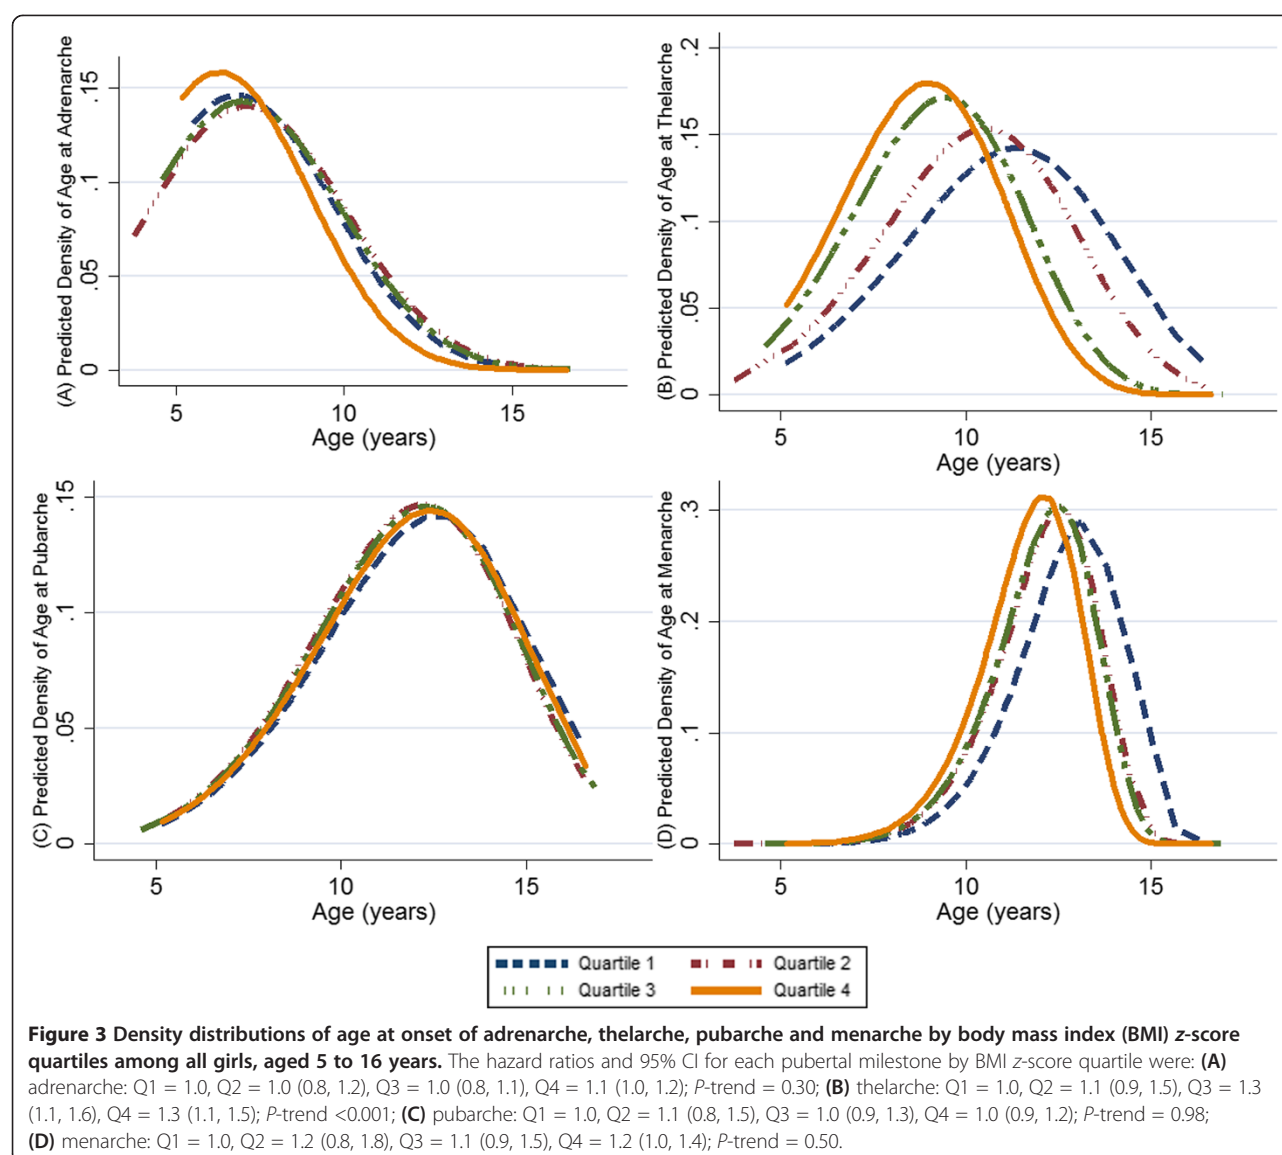 (A) Predicted Density of Age at Adrenarche
.15
.1
.05
0
5 10 15
Age (years)
(B) Predicted Density of Age at Thelarche
.2
.15
.1
.05
0
5 10 15
Age (years)
(C) Predicted Density of Age at Pubarche
.15
.1
.05
0
5 10 15
Age (years)
(D) Predicted Density of Age at Menarche
.3
.2
.1
0
5 10 15
Age (years)
Quartile 1 Quartile 2
Quartile 3 Quartile 4
Figure 3 Density distributions of age at onset of adrenarche, thelarche, pubarche and menarche by body mass index (BMI) z-score
quartiles among all girls, aged 5 to 16 years. The hazard ratios and 95% CI for each pubertal milestone by BMI z-score quartile were: (A)
adrenarche: Q1 = 1.0, Q2 = 1.0 (0.8, 1.2), Q3 = 1.0 (0.8, 1.1), Q4 = 1.1 (1.0, 1.2); P-trend = 0.30; (B) thelarche: Q1 = 1.0, Q2 = 1.1 (0.9, 1.5), Q3 = 1.3
(1.1, 1.6), Q4 = 1.3 (1.1, 1.5); P-trend <0.001; (C) pubarche: Q1 = 1.0, Q2 = 1.1 (0.8, 1.5), Q3 = 1.0 (0.9, 1.3), Q4 = 1.0 (0.9, 1.2); P-trend = 0.98;
(D) menarche: Q1 = 1.0, Q2 = 1.2 (0.8, 1.8), Q3 = 1.1 (0.9, 1.5), Q4 = 1.2 (1.0, 1.4); P-trend = 0.50.